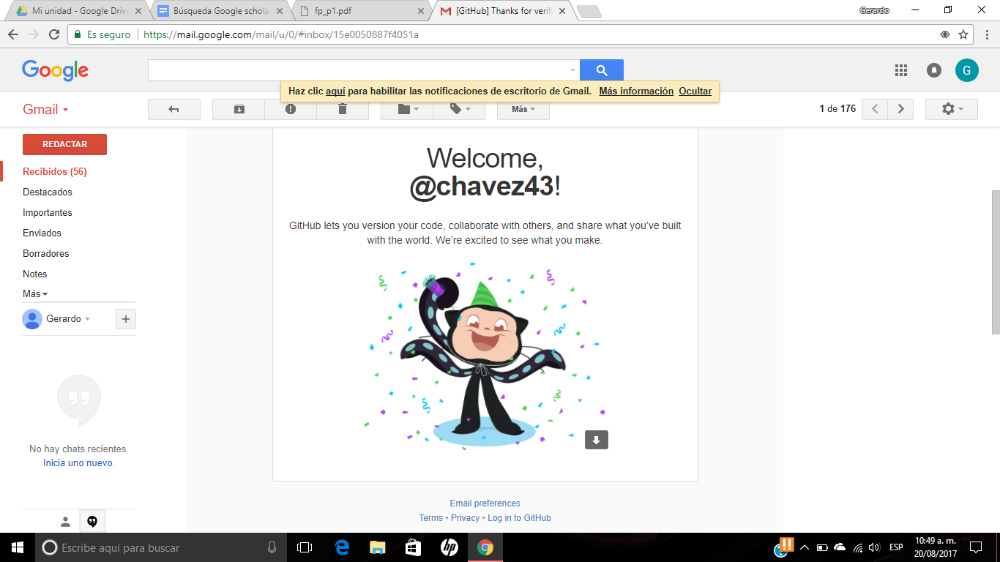 Mi unidad - Google Drive
Búsqueda Google schola
fp_p1.pdf
[GitHub] Thanks for verif
Gerardo
Es seguro
https://mail.google.com/mail/u/0/#inbox/15e0050887f4051a
Google
G
Haz clic aquí para habilitar las notificaciones de escritorio de Gmail. Más información Ocultar
Gmail
Más
1 de 176
REDACTAR
Recibidos (56)
Destacados
Importantes
Enviados
Borradores
Notes
Más
Gerardo
No hay chats recientes.
Inicia uno nuevo.
Welcome,
@chavez43!
GitHub lets you version your code, collaborate with others, and share what you've built
with the world. We're excited to see what you make.
Email preferences
Terms • Privacy • Log in to GitHub
Escribe aquí para buscar
hp
ESP
10:49 a. m.
20/08/2017